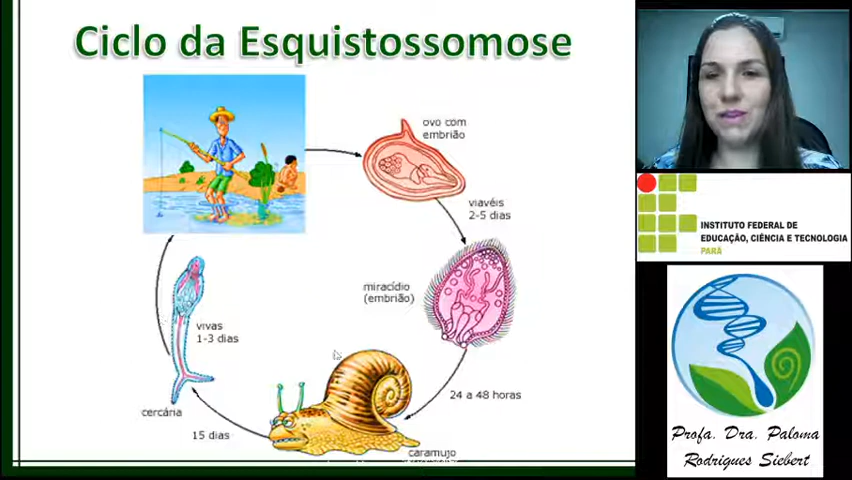 Ciclo da Esquistossomose
ovo com
embrião
viavéis
2-5 dias
miracídio
(embrião)
24 a 48 horas
caramujo
15 dias
cercária
vivas
1-3 dias
INSTITUTO FEDERAL DE
EDUCAÇÃO, CIÊNCIA E TECNOLOGIA
PARÁ
Profa. Dra. Paloma
Rodrigues Siebert